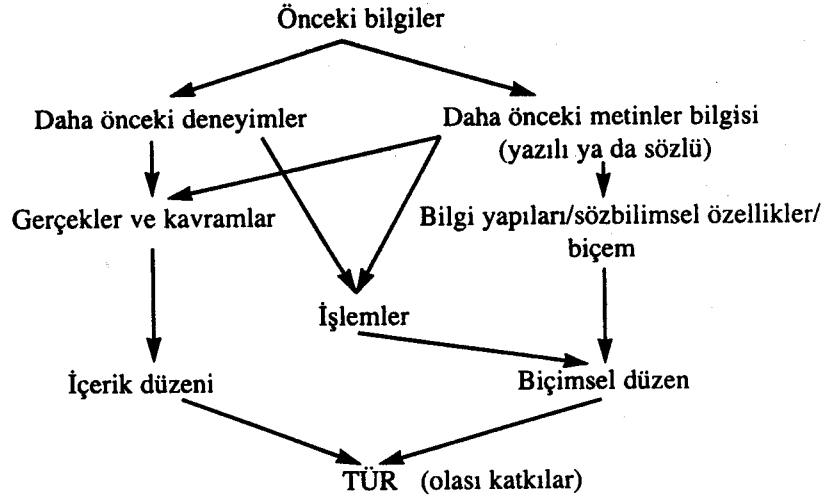 Önceki bilgiler
Daha önceki deneyimler
Daha önceki metinler bilgisi
(yazılı ya da sözlü)
Gerçekler ve kavramlar
Bilgi yapıları/sözbilimsel özellikler/
biçem
İşlemler
İçerik düzeni
Biçimsel düzen
TÜR (olası katkılar)